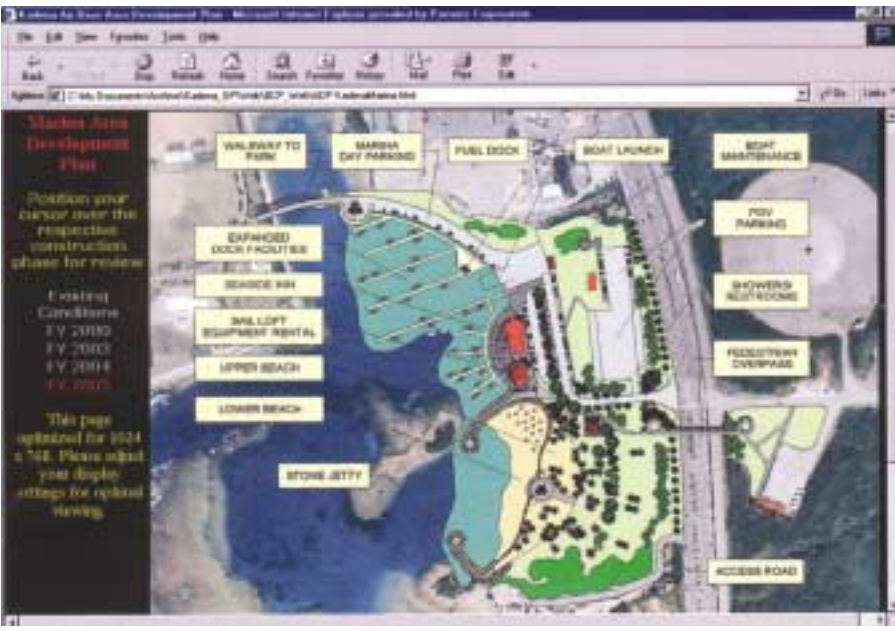 Kadena Air Base Area Development Plan - Microsoft Internet Explorer provided by Parsons Corporation
File Edit View Favorites Tools Help
Back Stop Refresh Home Search Favorites History Mail Print Edit
Address Go Links
Marina Area
Development
Plan
Position your
cursor over the
respective
construction
phase for review
Existing
Conditions
FY 2000
FY 2003
FY 2004
FY 2005
This page
optimized for 1024
x 768. Please adjust
your display
settings for optimal
viewing.
WALKWAY TO
PARK
MARINA
DAY PARKING
FUEL DOCK
BOAT LAUNCH
BOAT
MAINTENANCE
EXPANDED
DOCK FACILITIES
SEASIDE INN
SAIL LOFT
EQUIPMENT RENTAL
UPPER BEACH
LOWER BEACH
STONE JETTY
POV
PARKING
SHOWERS/
RESTROOMS
PEDESTRIAN
OVERPASS
ACCESS ROAD